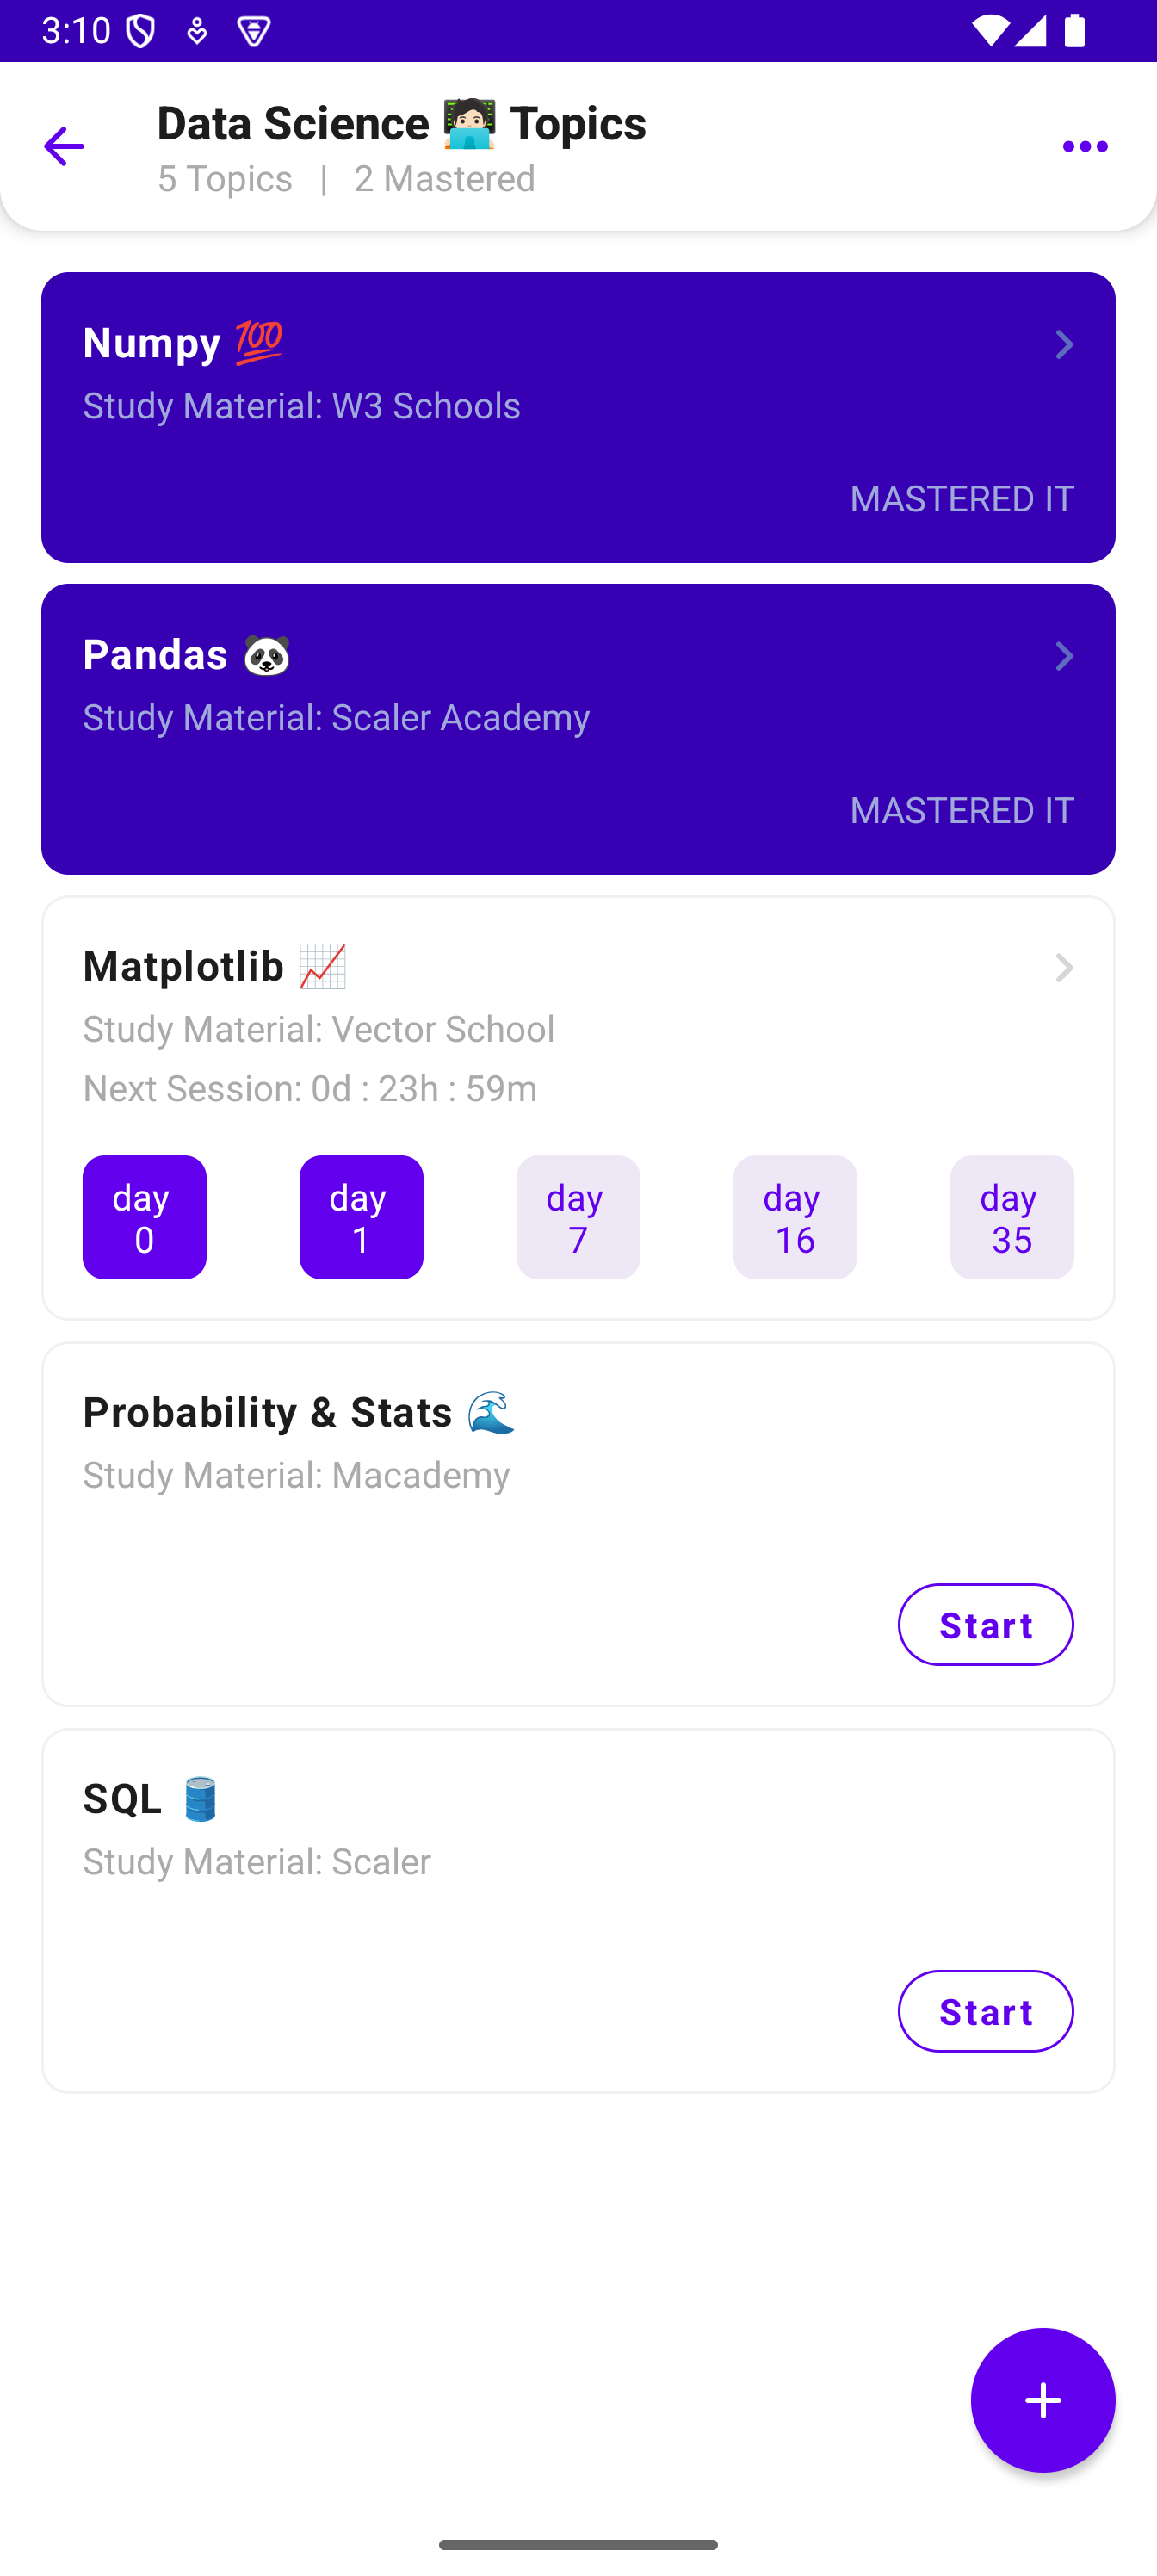 3:10
Data Science 🧑🏻‍💻 Topics
5 Topics | 2 Mastered
Numpy 💯
Study Material: W3 Schools
MASTERED IT
Pandas 🐼
Study Material: Scaler Academy
MASTERED IT
Matplotlib 📈
Study Material: Vector School
Next Session: 0d : 23h : 59m
day 0
day 1
day 7
day 16
day 35
Probability & Stats 🌊
Study Material: Macademy
Start
SQL 🛢️
Study Material: Scaler
Start